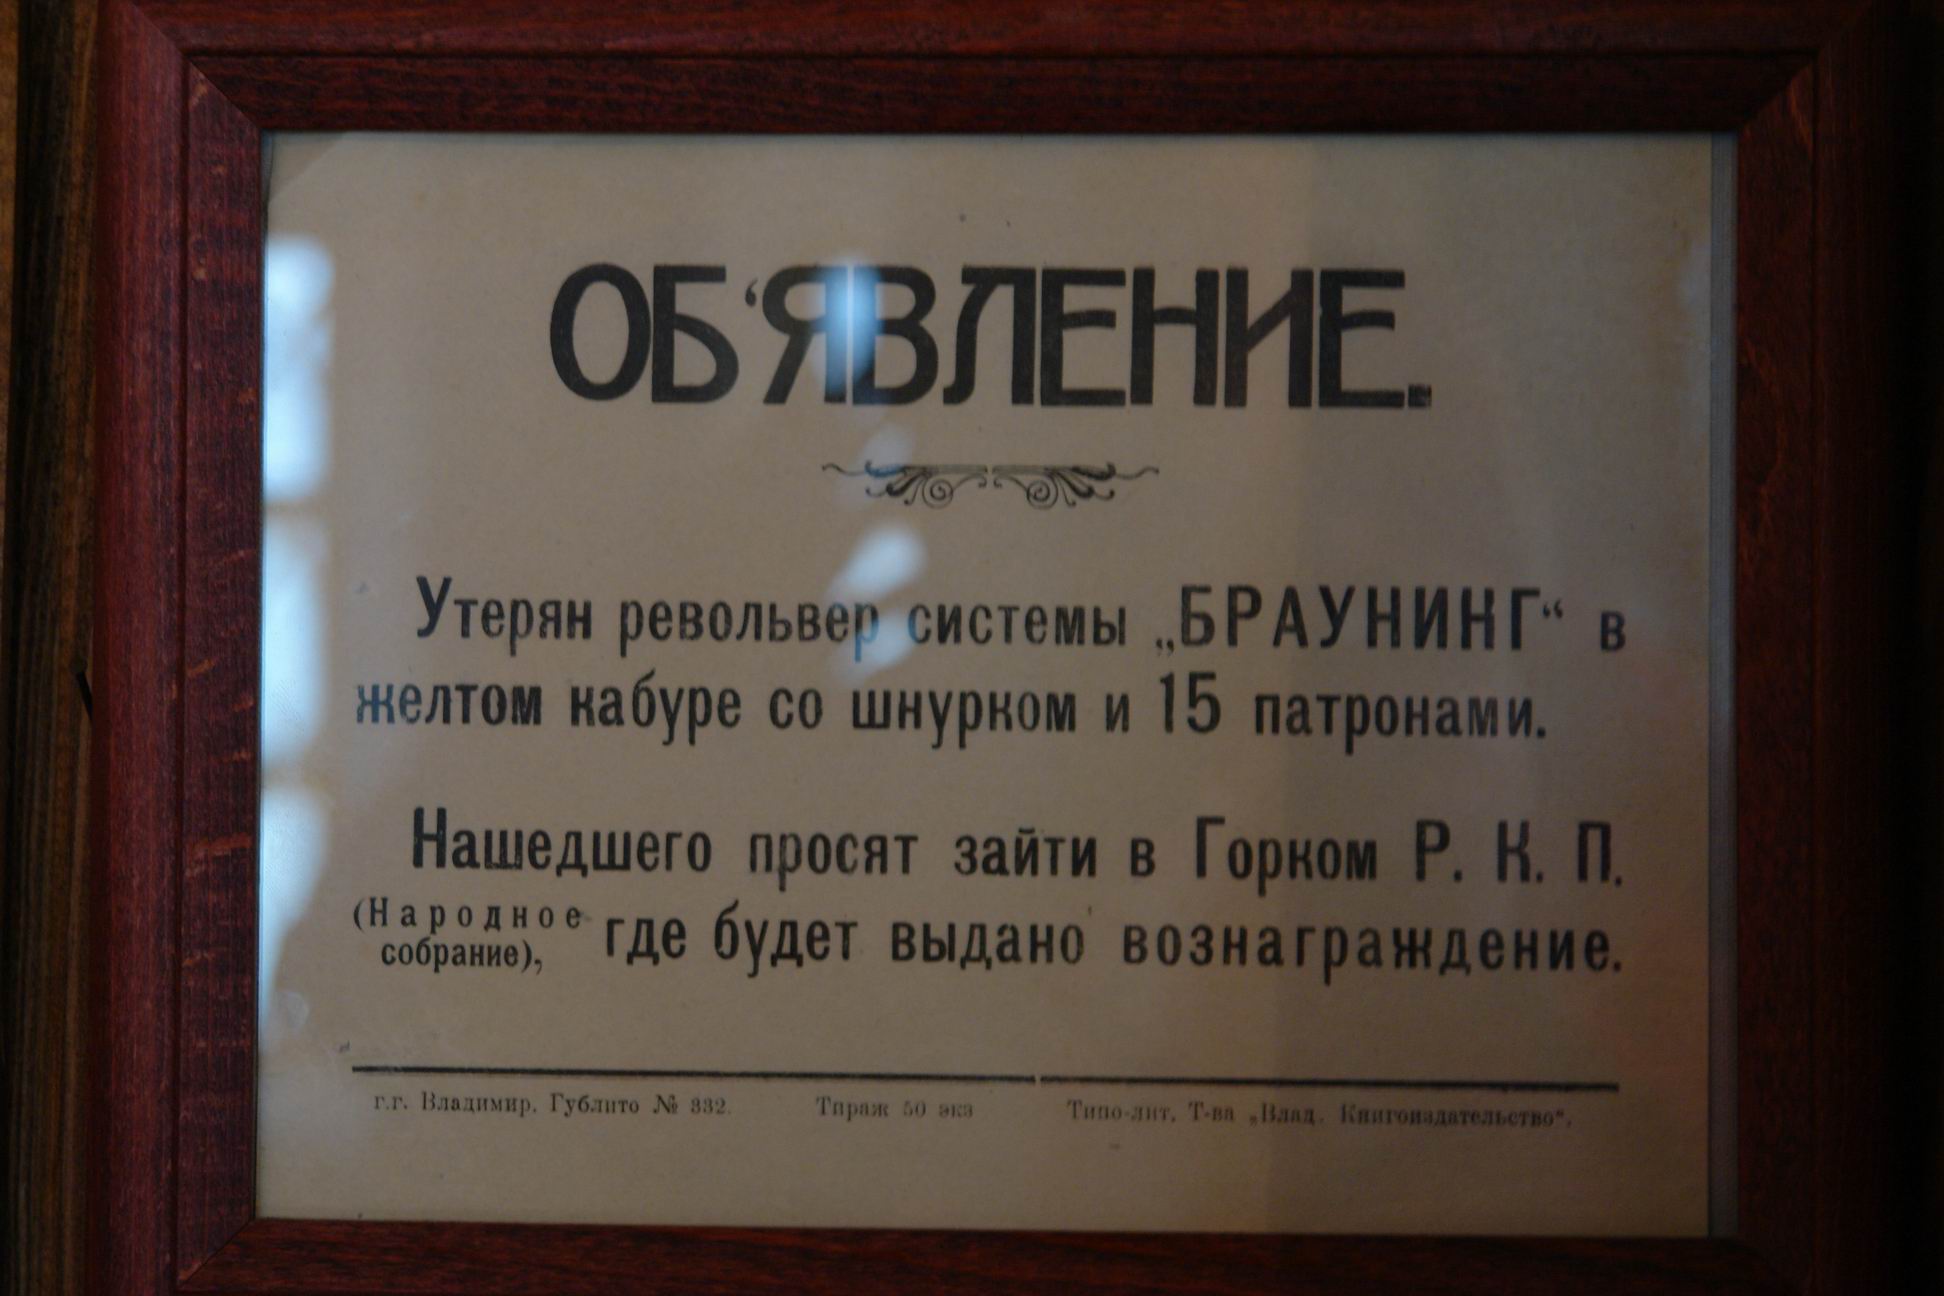 ОБ‘ЯВЛЕНИЕ.
Утерян револьвер системы „БРАУНИНГ“ в
желтом кабуре со шнурком и 15 патронами.
Нашедшего просят зайти в Горком Р. К. П.
(Народное собрание), где будет выдано вознаграждение.
г.г. Владимир. Гублито № 332. Тираж 50 экз Типо-лит. Т-ва „Влад. Книгоиздательство“.